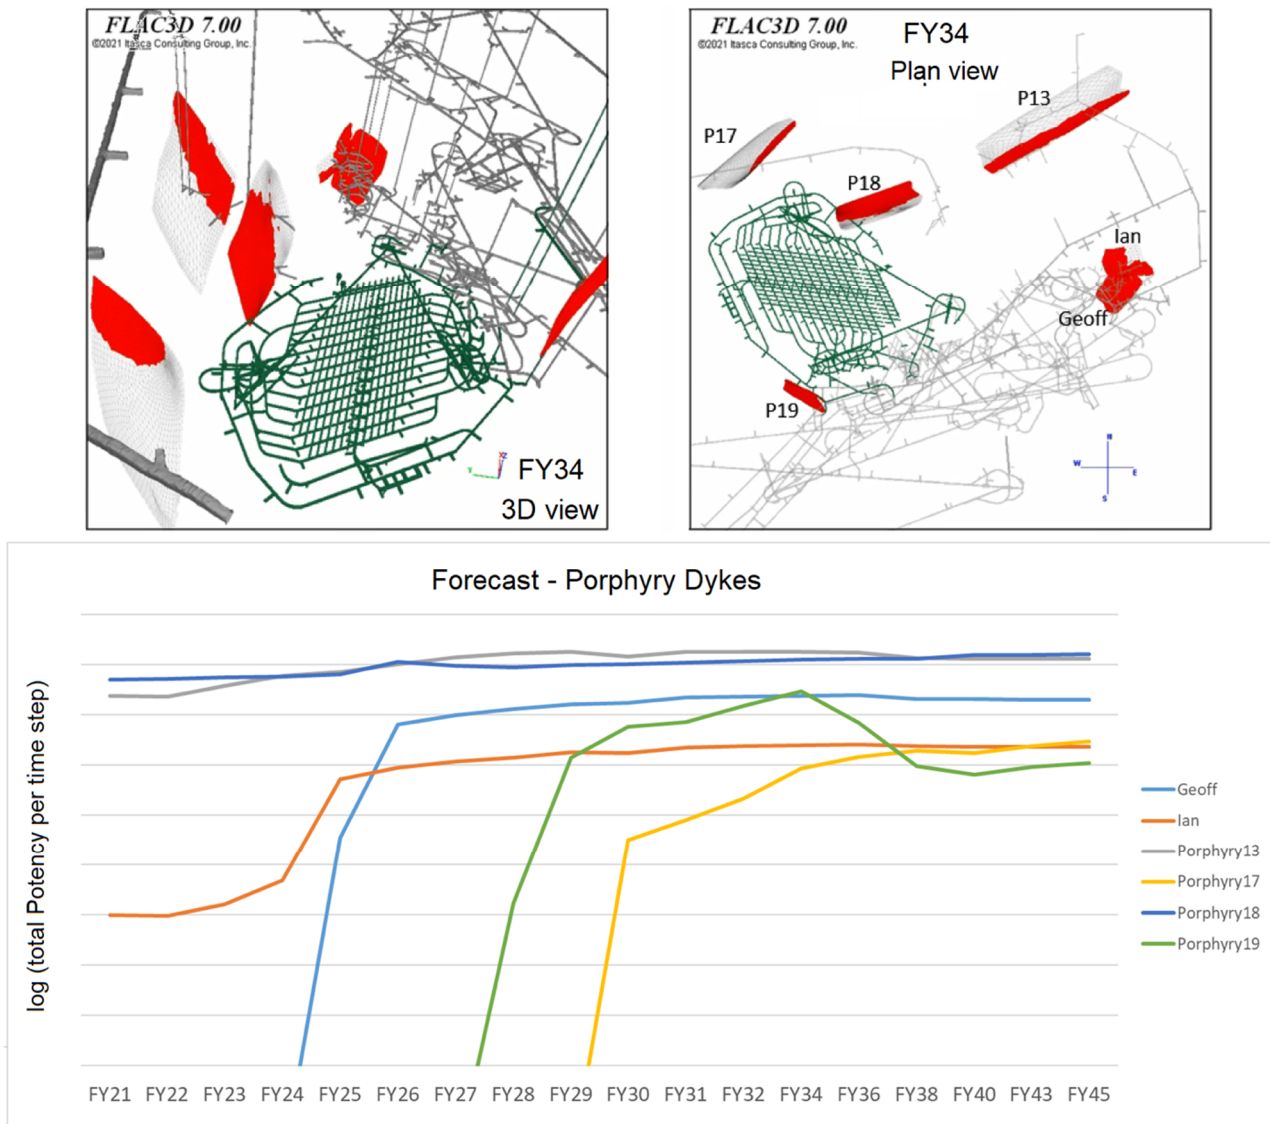 FLAC3D 7.00
©2021 Itasca Consulting Group, Inc.
FY34
3D view
FLAC3D 7.00
©2021 Itasca Consulting Group, Inc.
FY34
Plan view
P13
P17
P18
Ian
Geoff
P19
N
W
E
S
Forecast - Porphyry Dykes
log (total Potency per time step)
Geoff
Ian
Porphyry13
Porphyry17
Porphyry18
Porphyry19
FY21 FY22 FY23 FY24 FY25 FY26 FY27 FY28 FY29 FY30 FY31 FY32 FY34 FY36 FY38 FY40 FY43 FY45